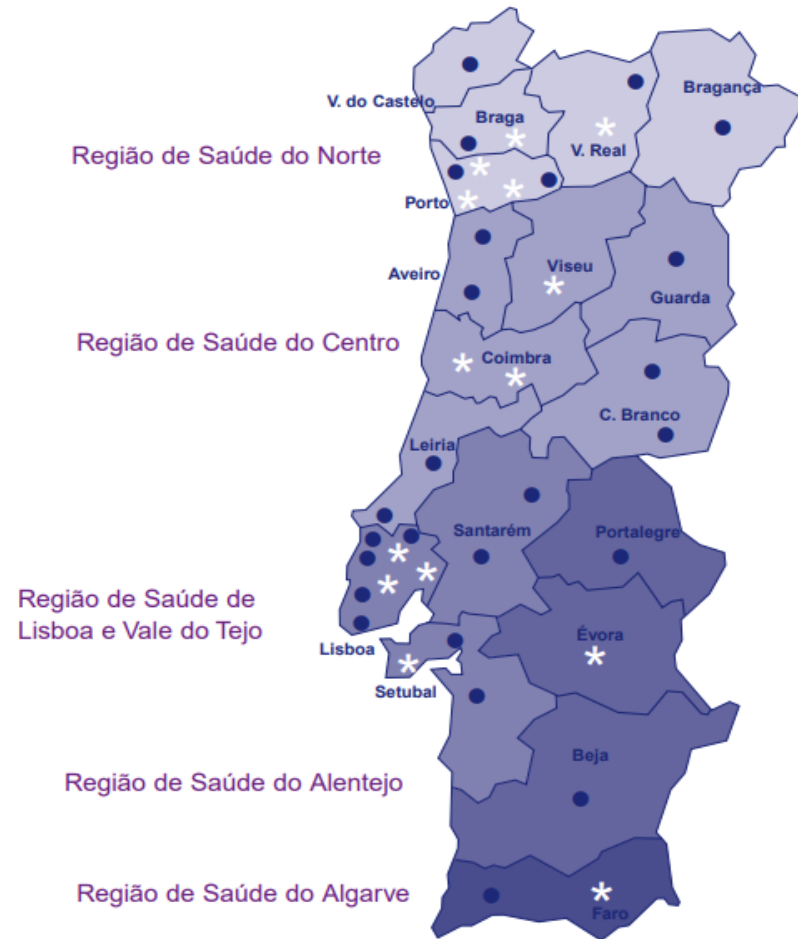 V. do Castelo
Bragança
Braga
V. Real
Região de Saúde do Norte
Porto
Viseu
Aveiro
Guarda
Região de Saúde do Centro
Coimbra
C. Branco
Leiria
Santarém
Portalegre
Região de Saúde de
Lisboa e Vale do Tejo
Évora
Lisboa
Setubal
Beja
Região de Saúde do Alentejo
Região de Saúde do Algarve
Faro